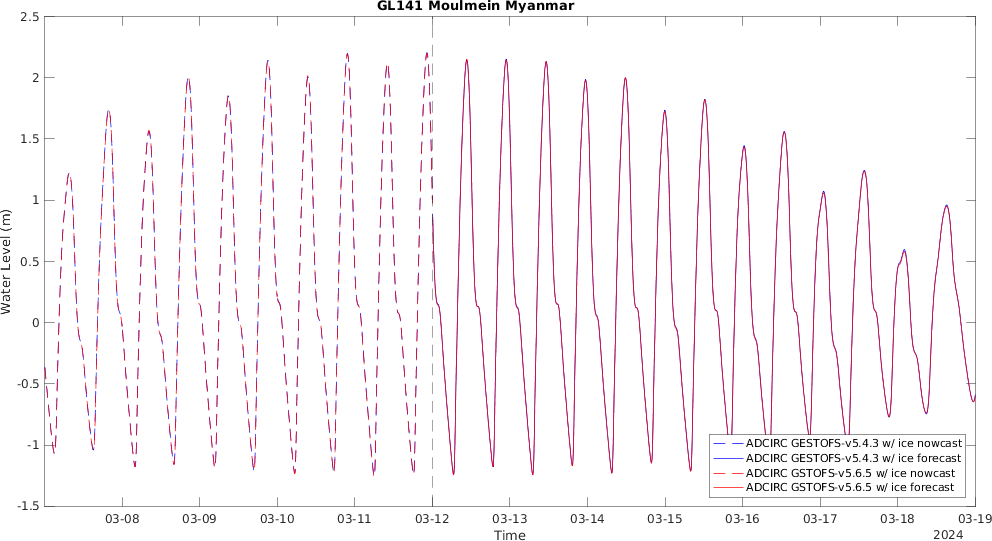 GL141 Moulmein Myanmar
2.5
2
1.5
1
0.5
0
-0.5
-1
-1.5
Water Level (m)
ADCIRC GESTOFS-v5.4.3 w/ ice nowcast
ADCIRC GESTOFS-v5.4.3 w/ ice forecast
ADCIRC GSTOFS-v5.6.5 w/ ice nowcast
ADCIRC GSTOFS-v5.6.5 w/ ice forecast
03-08 03-09 03-10 03-11 03-12 03-13 03-14 03-15 03-16 03-17 03-18 03-19
Time
2024